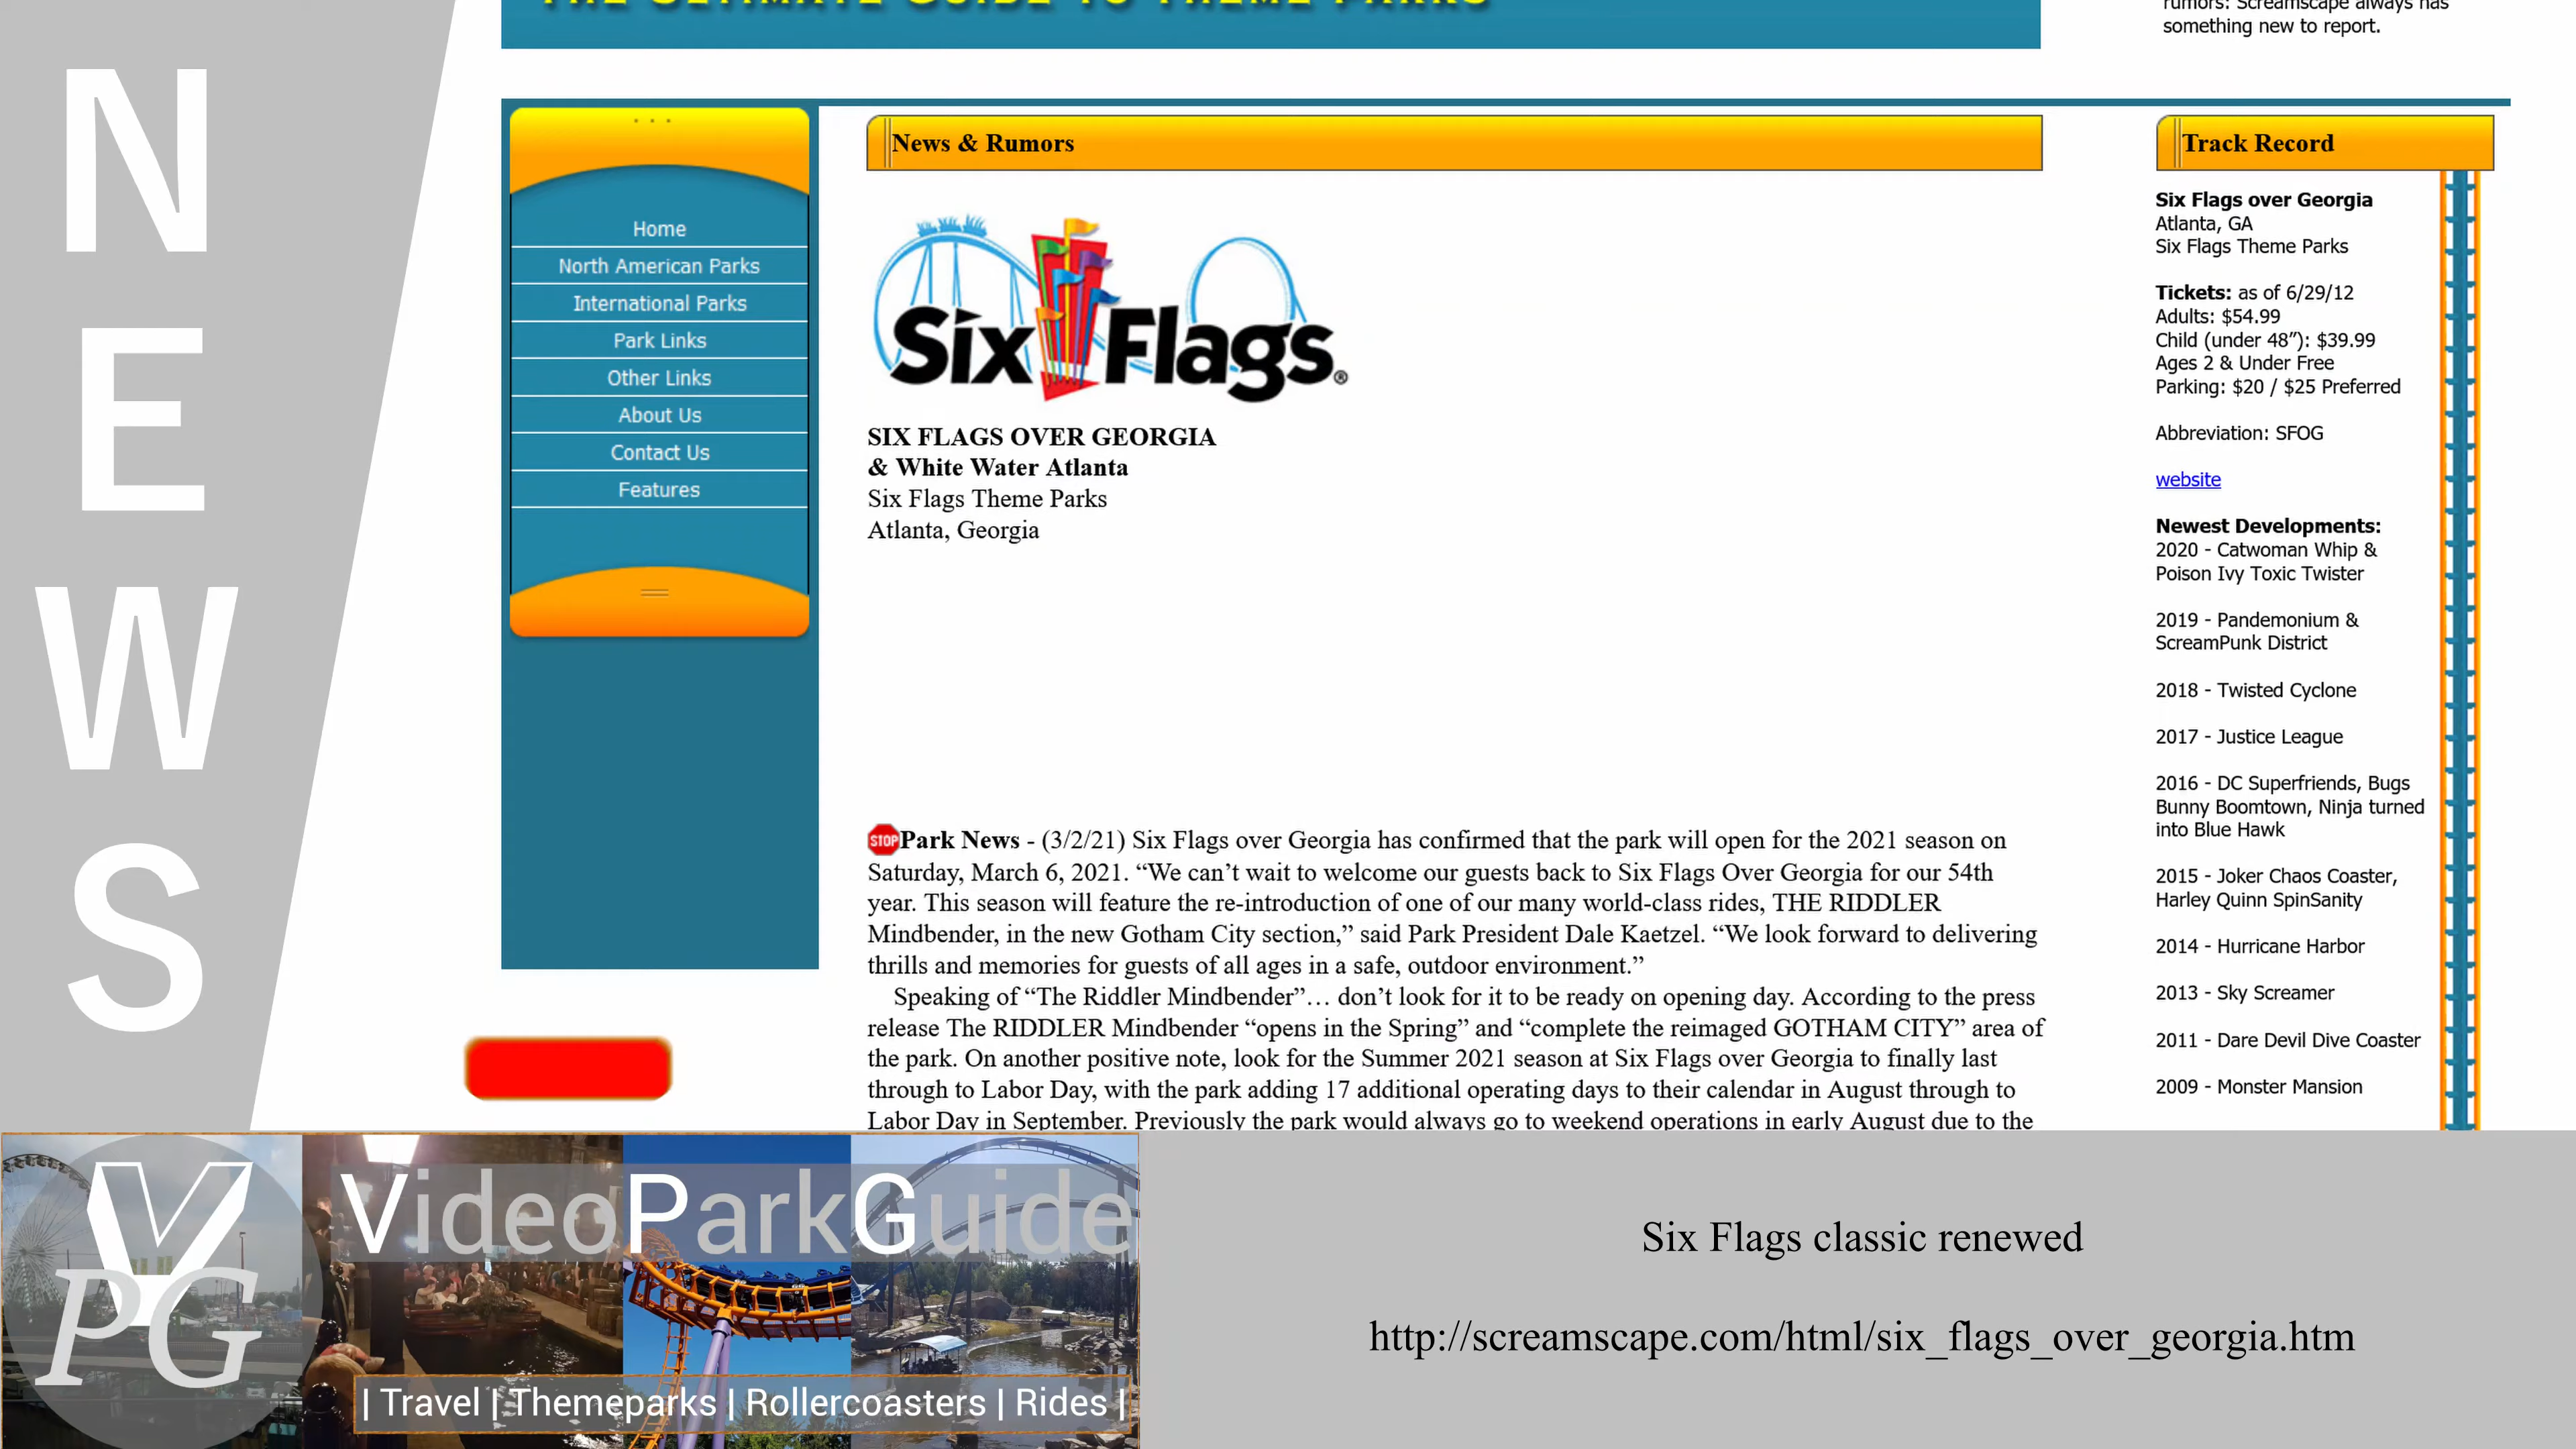 N
E
W
S
THE ULTIMATE GUIDE TO THEME PARKS
rumors: Screamscape always has
something new to report.
Home
North American Parks
International Parks
Park Links
Other Links
About Us
Contact Us
Features
News & Rumors
Six Flags®
SIX FLAGS OVER GEORGIA
& White Water Atlanta
Six Flags Theme Parks
Atlanta, Georgia
STOP Park News - (3/2/21) Six Flags over Georgia has confirmed that the park will open for the 2021 season on
Saturday, March 6, 2021. “We can’t wait to welcome our guests back to Six Flags Over Georgia for our 54th
year. This season will feature the re-introduction of one of our many world-class rides, THE RIDDLER
Mindbender, in the new Gotham City section,” said Park President Dale Kaetzel. “We look forward to delivering
thrills and memories for guests of all ages in a safe, outdoor environment.”
Speaking of “The Riddler Mindbender”… don’t look for it to be ready on opening day. According to the press
release The RIDDLER Mindbender “opens in the Spring” and “complete the reimaged GOTHAM CITY” area of
the park. On another positive note, look for the Summer 2021 season at Six Flags over Georgia to finally last
through to Labor Day, with the park adding 17 additional operating days to their calendar in August through to
Labor Day in September. Previously the park would always go to weekend operations in early August due to the
Track Record
Six Flags over Georgia
Atlanta, GA
Six Flags Theme Parks
Tickets: as of 6/29/12
Adults: $54.99
Child (under 48”): $39.99
Ages 2 & Under Free
Parking: $20 / $25 Preferred
Abbreviation: SFOG
website
Newest Developments:
2020 - Catwoman Whip &
Poison Ivy Toxic Twister
2019 - Pandemonium &
ScreamPunk District
2018 - Twisted Cyclone
2017 - Justice League
2016 - DC Superfriends, Bugs
Bunny Boomtown, Ninja turned
into Blue Hawk
2015 - Joker Chaos Coaster,
Harley Quinn SpinSanity
2014 - Hurricane Harbor
2013 - Sky Screamer
2011 - Dare Devil Dive Coaster
2009 - Monster Mansion
VPG
VideoParkGuide
| Travel | Themeparks | Rollercoasters | Rides |
Six Flags classic renewed
http://screamscape.com/html/six_flags_over_georgia.htm